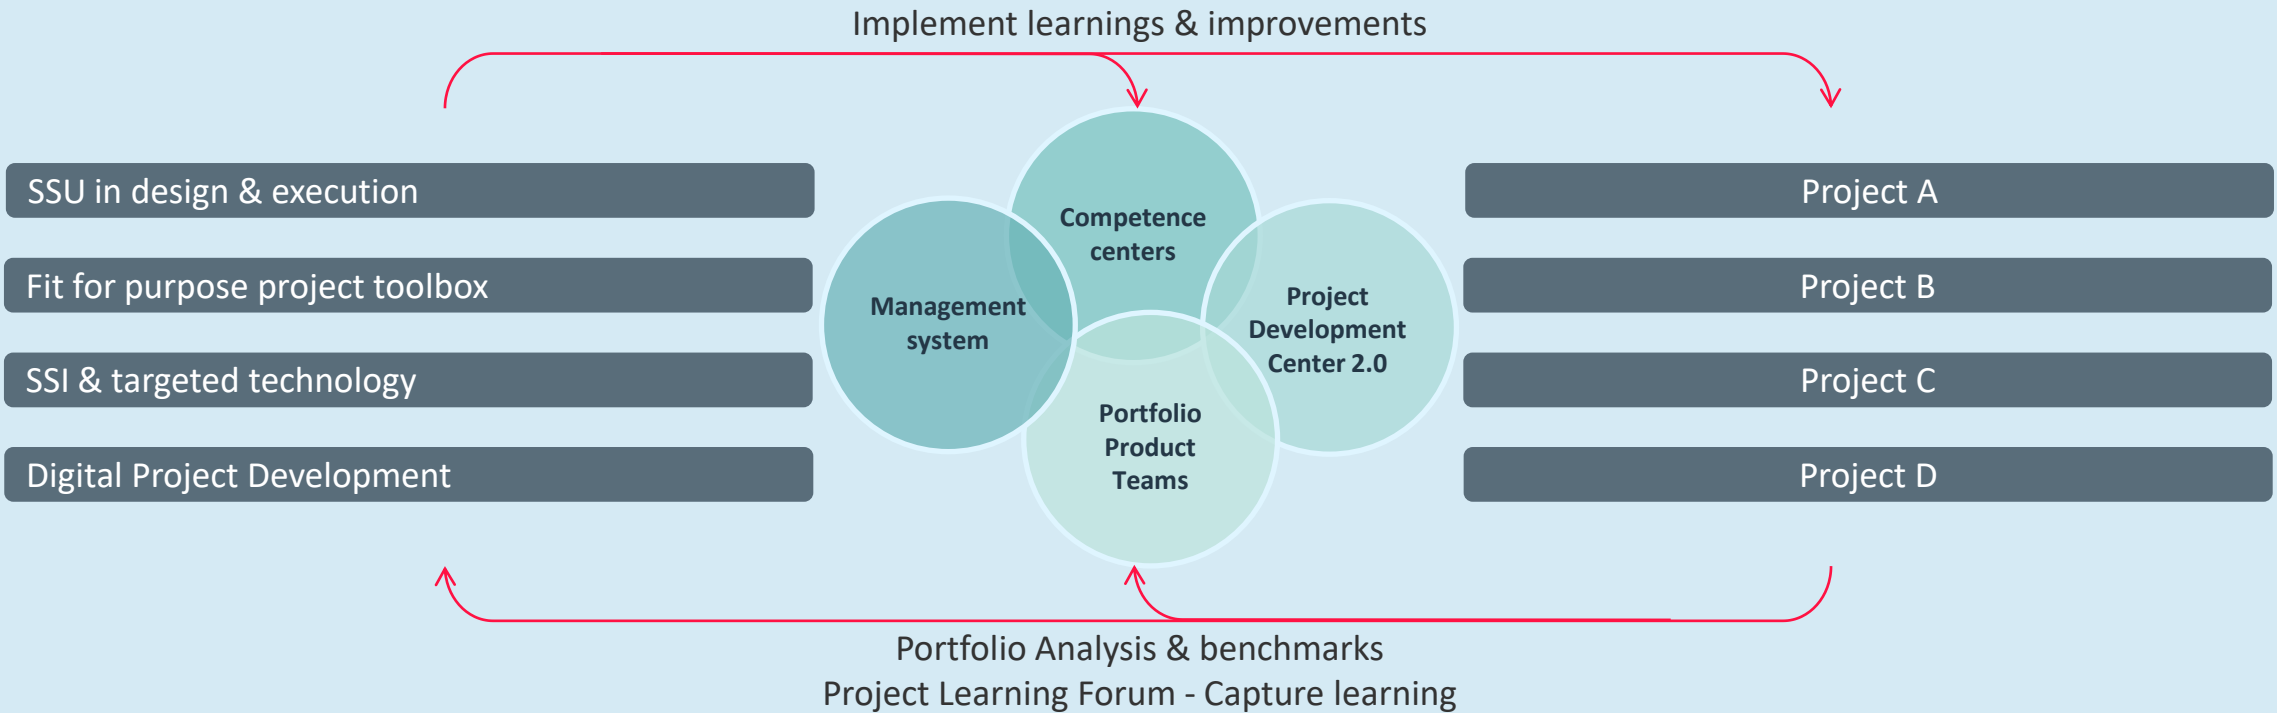 Implement learnings & improvements
SSU in design & execution
Fit for purpose project toolbox
SSI & targeted technology
Digital Project Development
Management
system
Competence
centers
Project
Development
Center 2.0
Portfolio
Product
Teams
Project A
Project B
Project C
Project D
Portfolio Analysis & benchmarks
Project Learning Forum - Capture learning